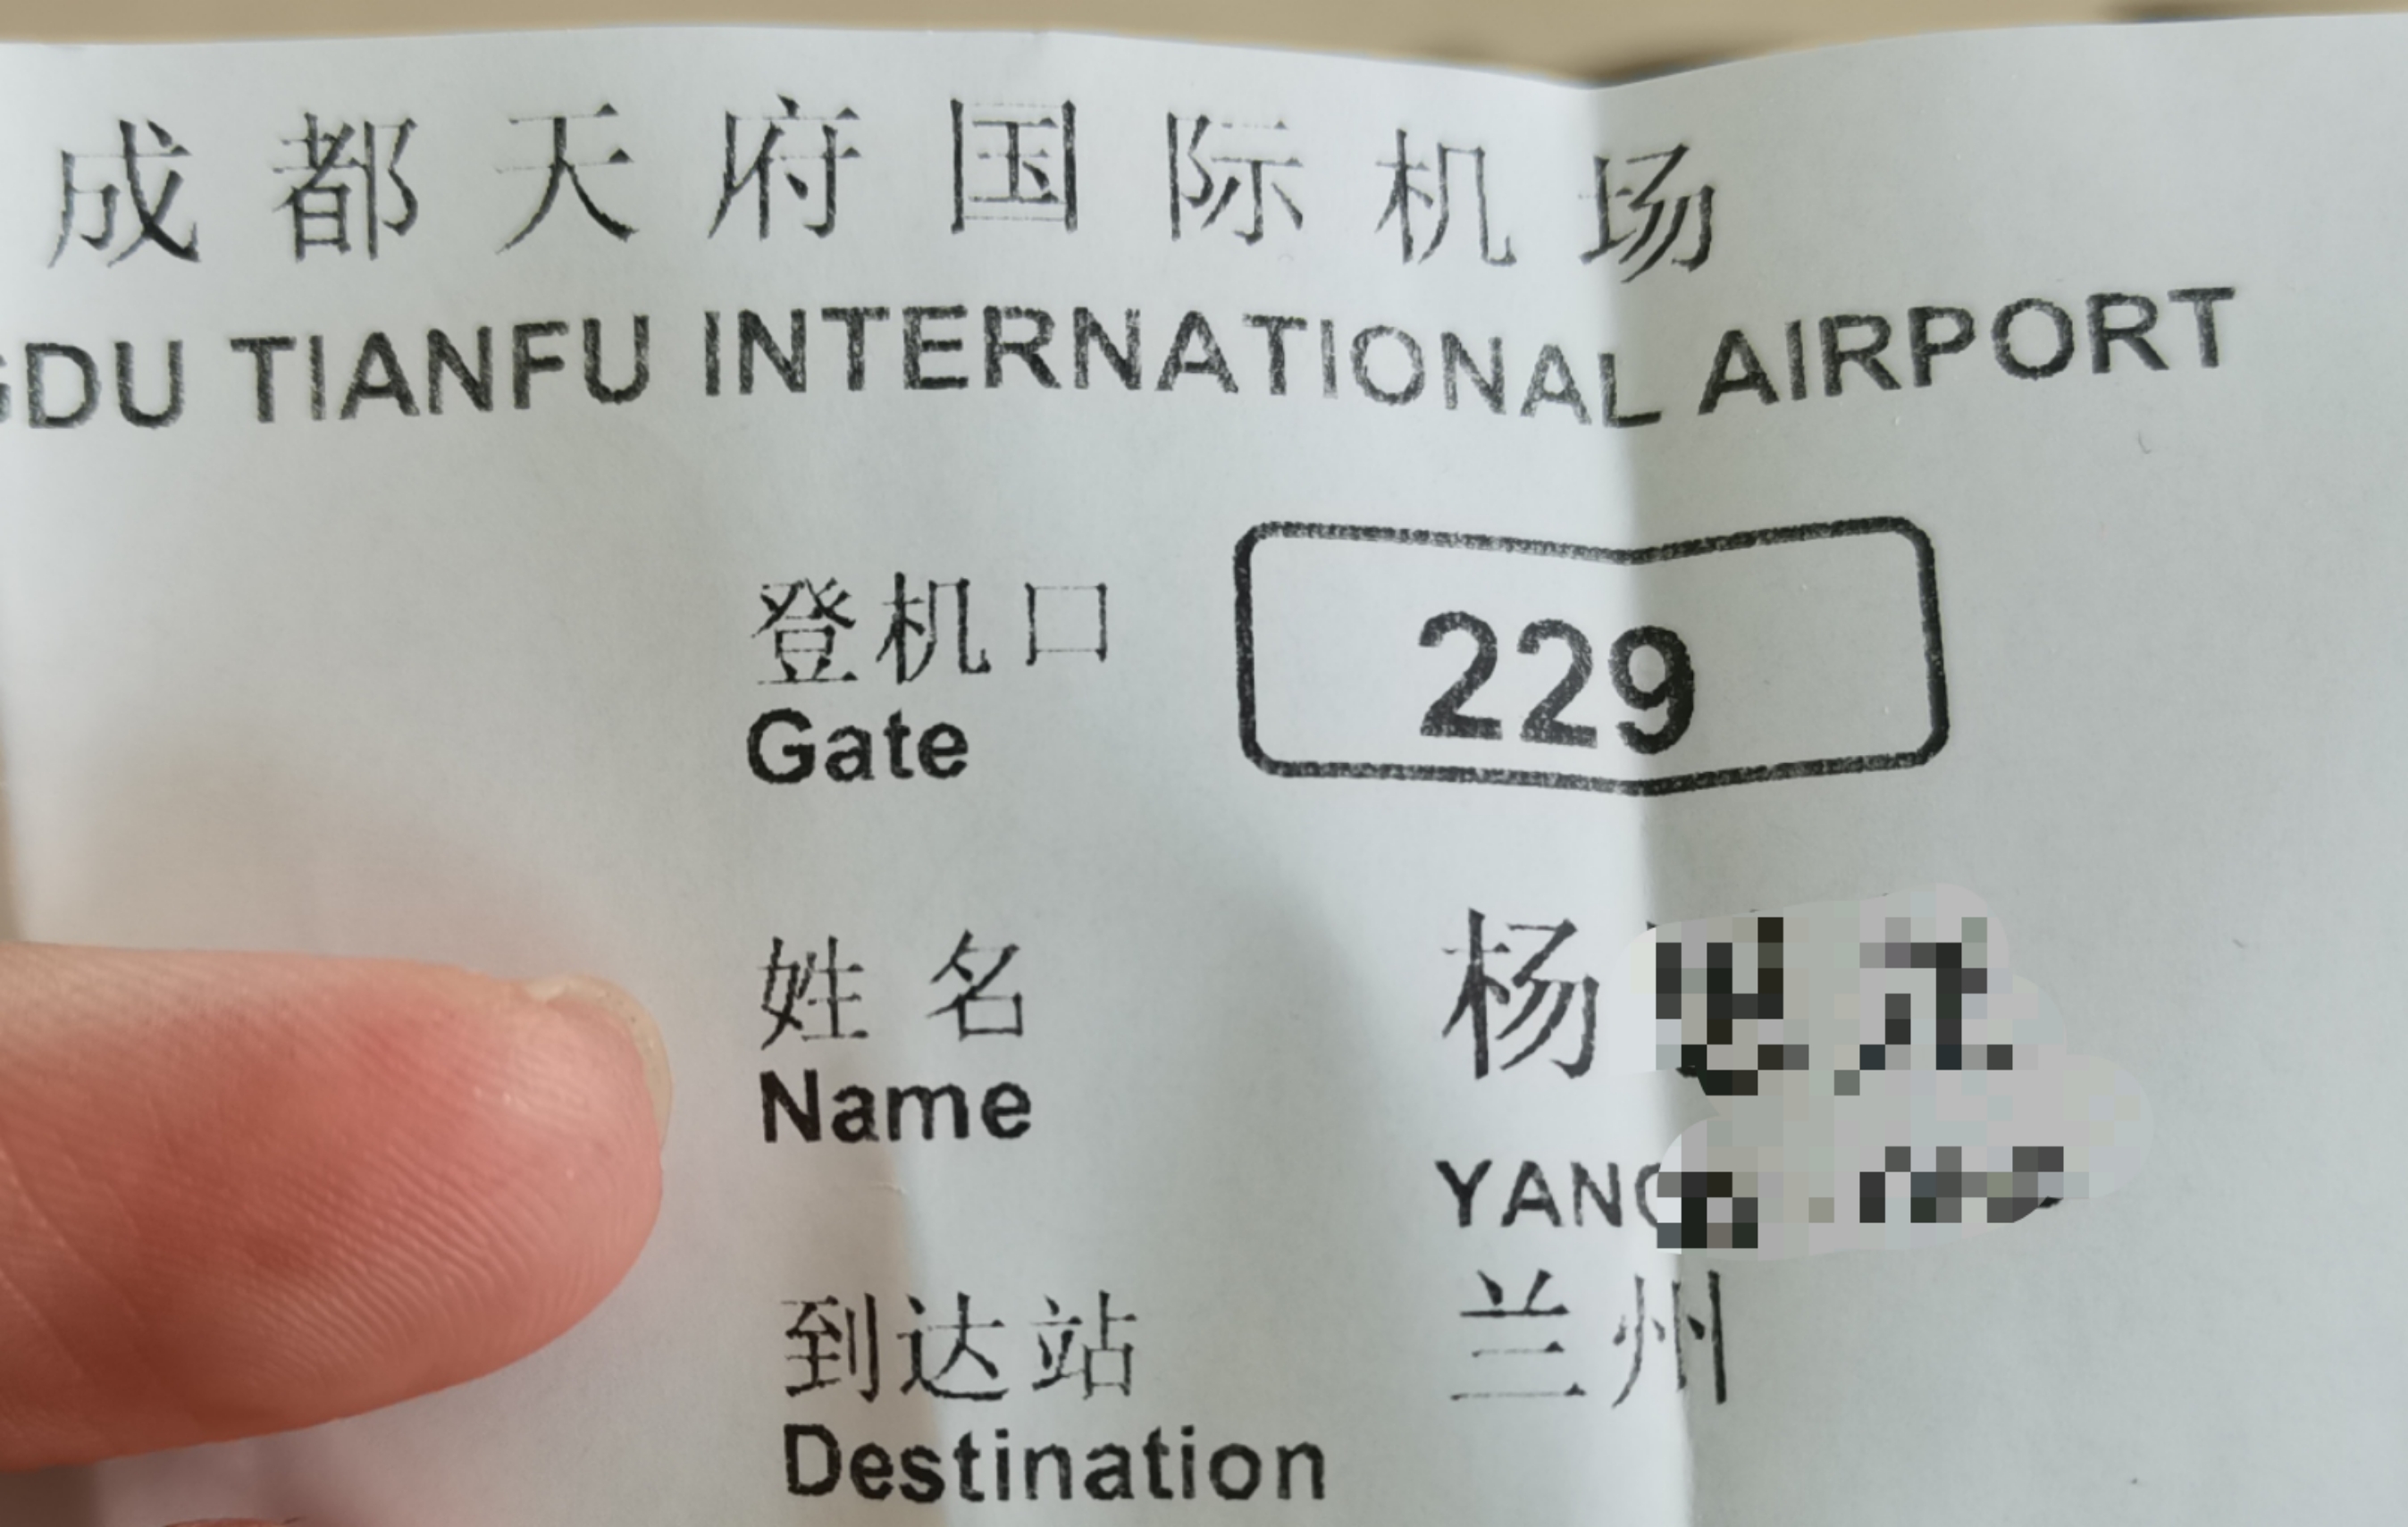 成都天府国际机场
GDU TIANFU INTERNATIONAL AIRPORT
登机口 229
Gate
姓名 杨
Name YANG
到达站 兰州
Destination